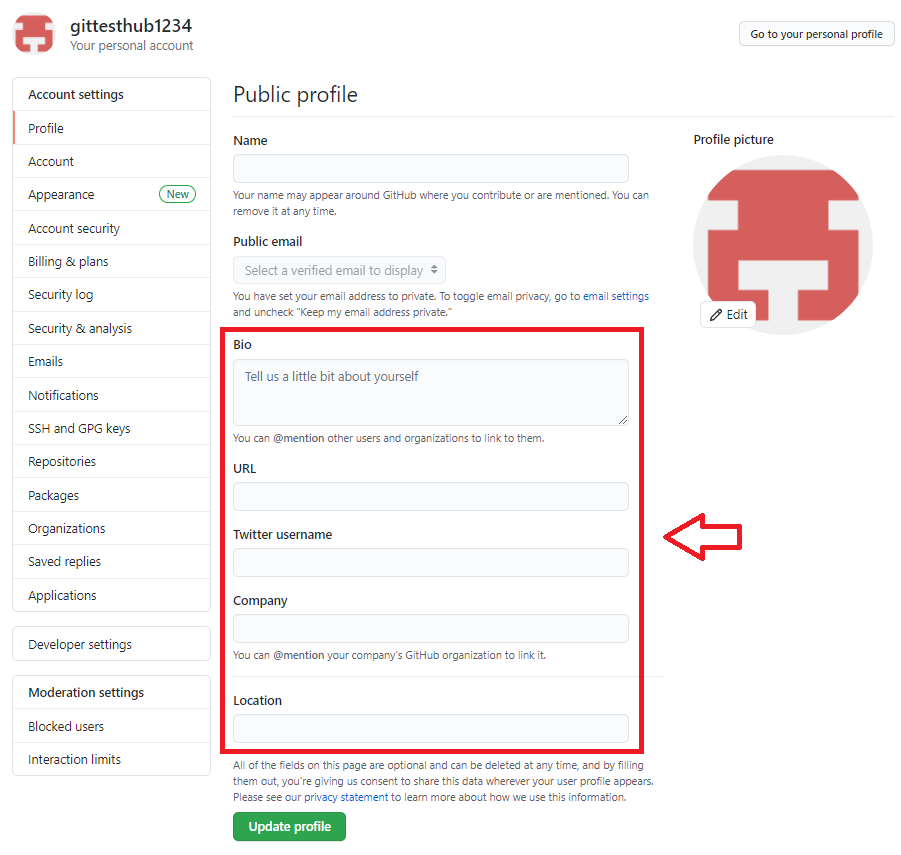 gittesthub1234
Your personal account
Go to your personal profile
Account settings
Profile
Account
Appearance New
Account security
Billing & plans
Security log
Security & analysis
Emails
Notifications
SSH and GPG keys
Repositories
Packages
Organizations
Saved replies
Applications
Developer settings
Moderation settings
Blocked users
Interaction limits
Public profile
Name
Your name may appear around GitHub where you contribute or are mentioned. You can
remove it at any time.
Public email
Select a verified email to display
You have set your email address to private. To toggle email privacy, go to email settings
and uncheck "Keep my email address private."
Bio
Tell us a little bit about yourself
You can @mention other users and organizations to link to them.
URL
Twitter username
Company
You can @mention your company's GitHub organization to link it.
Location
All of the fields on this page are optional and can be deleted at any time, and by filling
them out, you're giving us consent to share this data wherever your user profile appears.
Please see our privacy statement to learn more about how we use this information.
Update profile
Profile picture
Edit